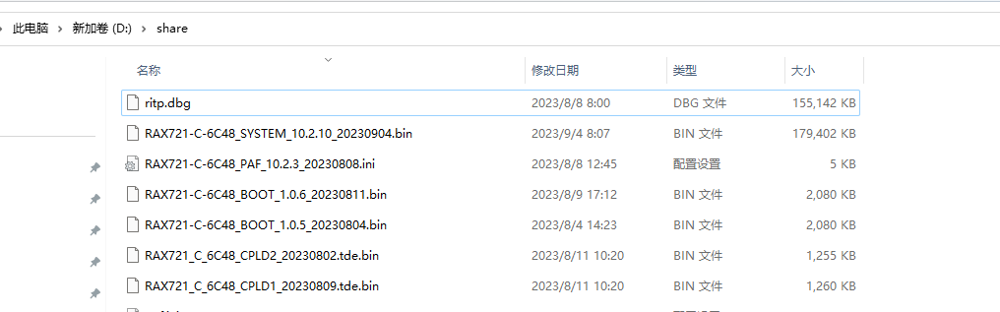 此电脑 > 新加卷 (D:) > share
名称 修改日期 类型 大小
ritp.dbg 2023/8/8 8:00 DBG 文件 155,142 KB
RAX721-C-6C48_SYSTEM_10.2.10_20230904.bin 2023/9/4 8:07 BIN 文件 179,402 KB
RAX721-C-6C48_PAF_10.2.3_20230808.ini 2023/8/8 12:45 配置设置 5 KB
RAX721-C-6C48_BOOT_1.0.6_20230811.bin 2023/8/9 17:12 BIN 文件 2,080 KB
RAX721-C-6C48_BOOT_1.0.5_20230804.bin 2023/8/4 14:23 BIN 文件 2,080 KB
RAX721_C_6C48_CPLD2_20230802.tde.bin 2023/8/11 10:20 BIN 文件 1,255 KB
RAX721_C_6C48_CPLD1_20230809.tde.bin 2023/8/11 10:20 BIN 文件 1,260 KB